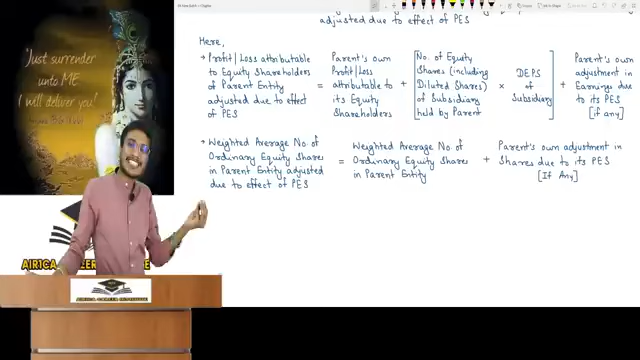 adjusted due to effect of PES
Here,
→ Profit/Loss attributable to Equity Shareholders of Parent Entity adjusted due to effect of PES = Parent's own Profit/Loss attributable to its Equity Shareholders + [No. of Equity Shares (including Diluted Shares) of Subsidiary held by Parent × DEPS of Subsidiary] + Parent's own adjustment in Earnings due to its PES [if any]
→ Weighted Average No. of Ordinary Equity Shares in Parent Entity adjusted due to effect of PES = Weighted Average No. of Ordinary Equity Shares in Parent Entity + Parent's own adjustment in Shares due to its PES [If Any]
"Just surrender
unto ME,
I will deliver you!
AIR1CA
CAREER INSTITUTE
AIR1CA CAREER INSTITUTE